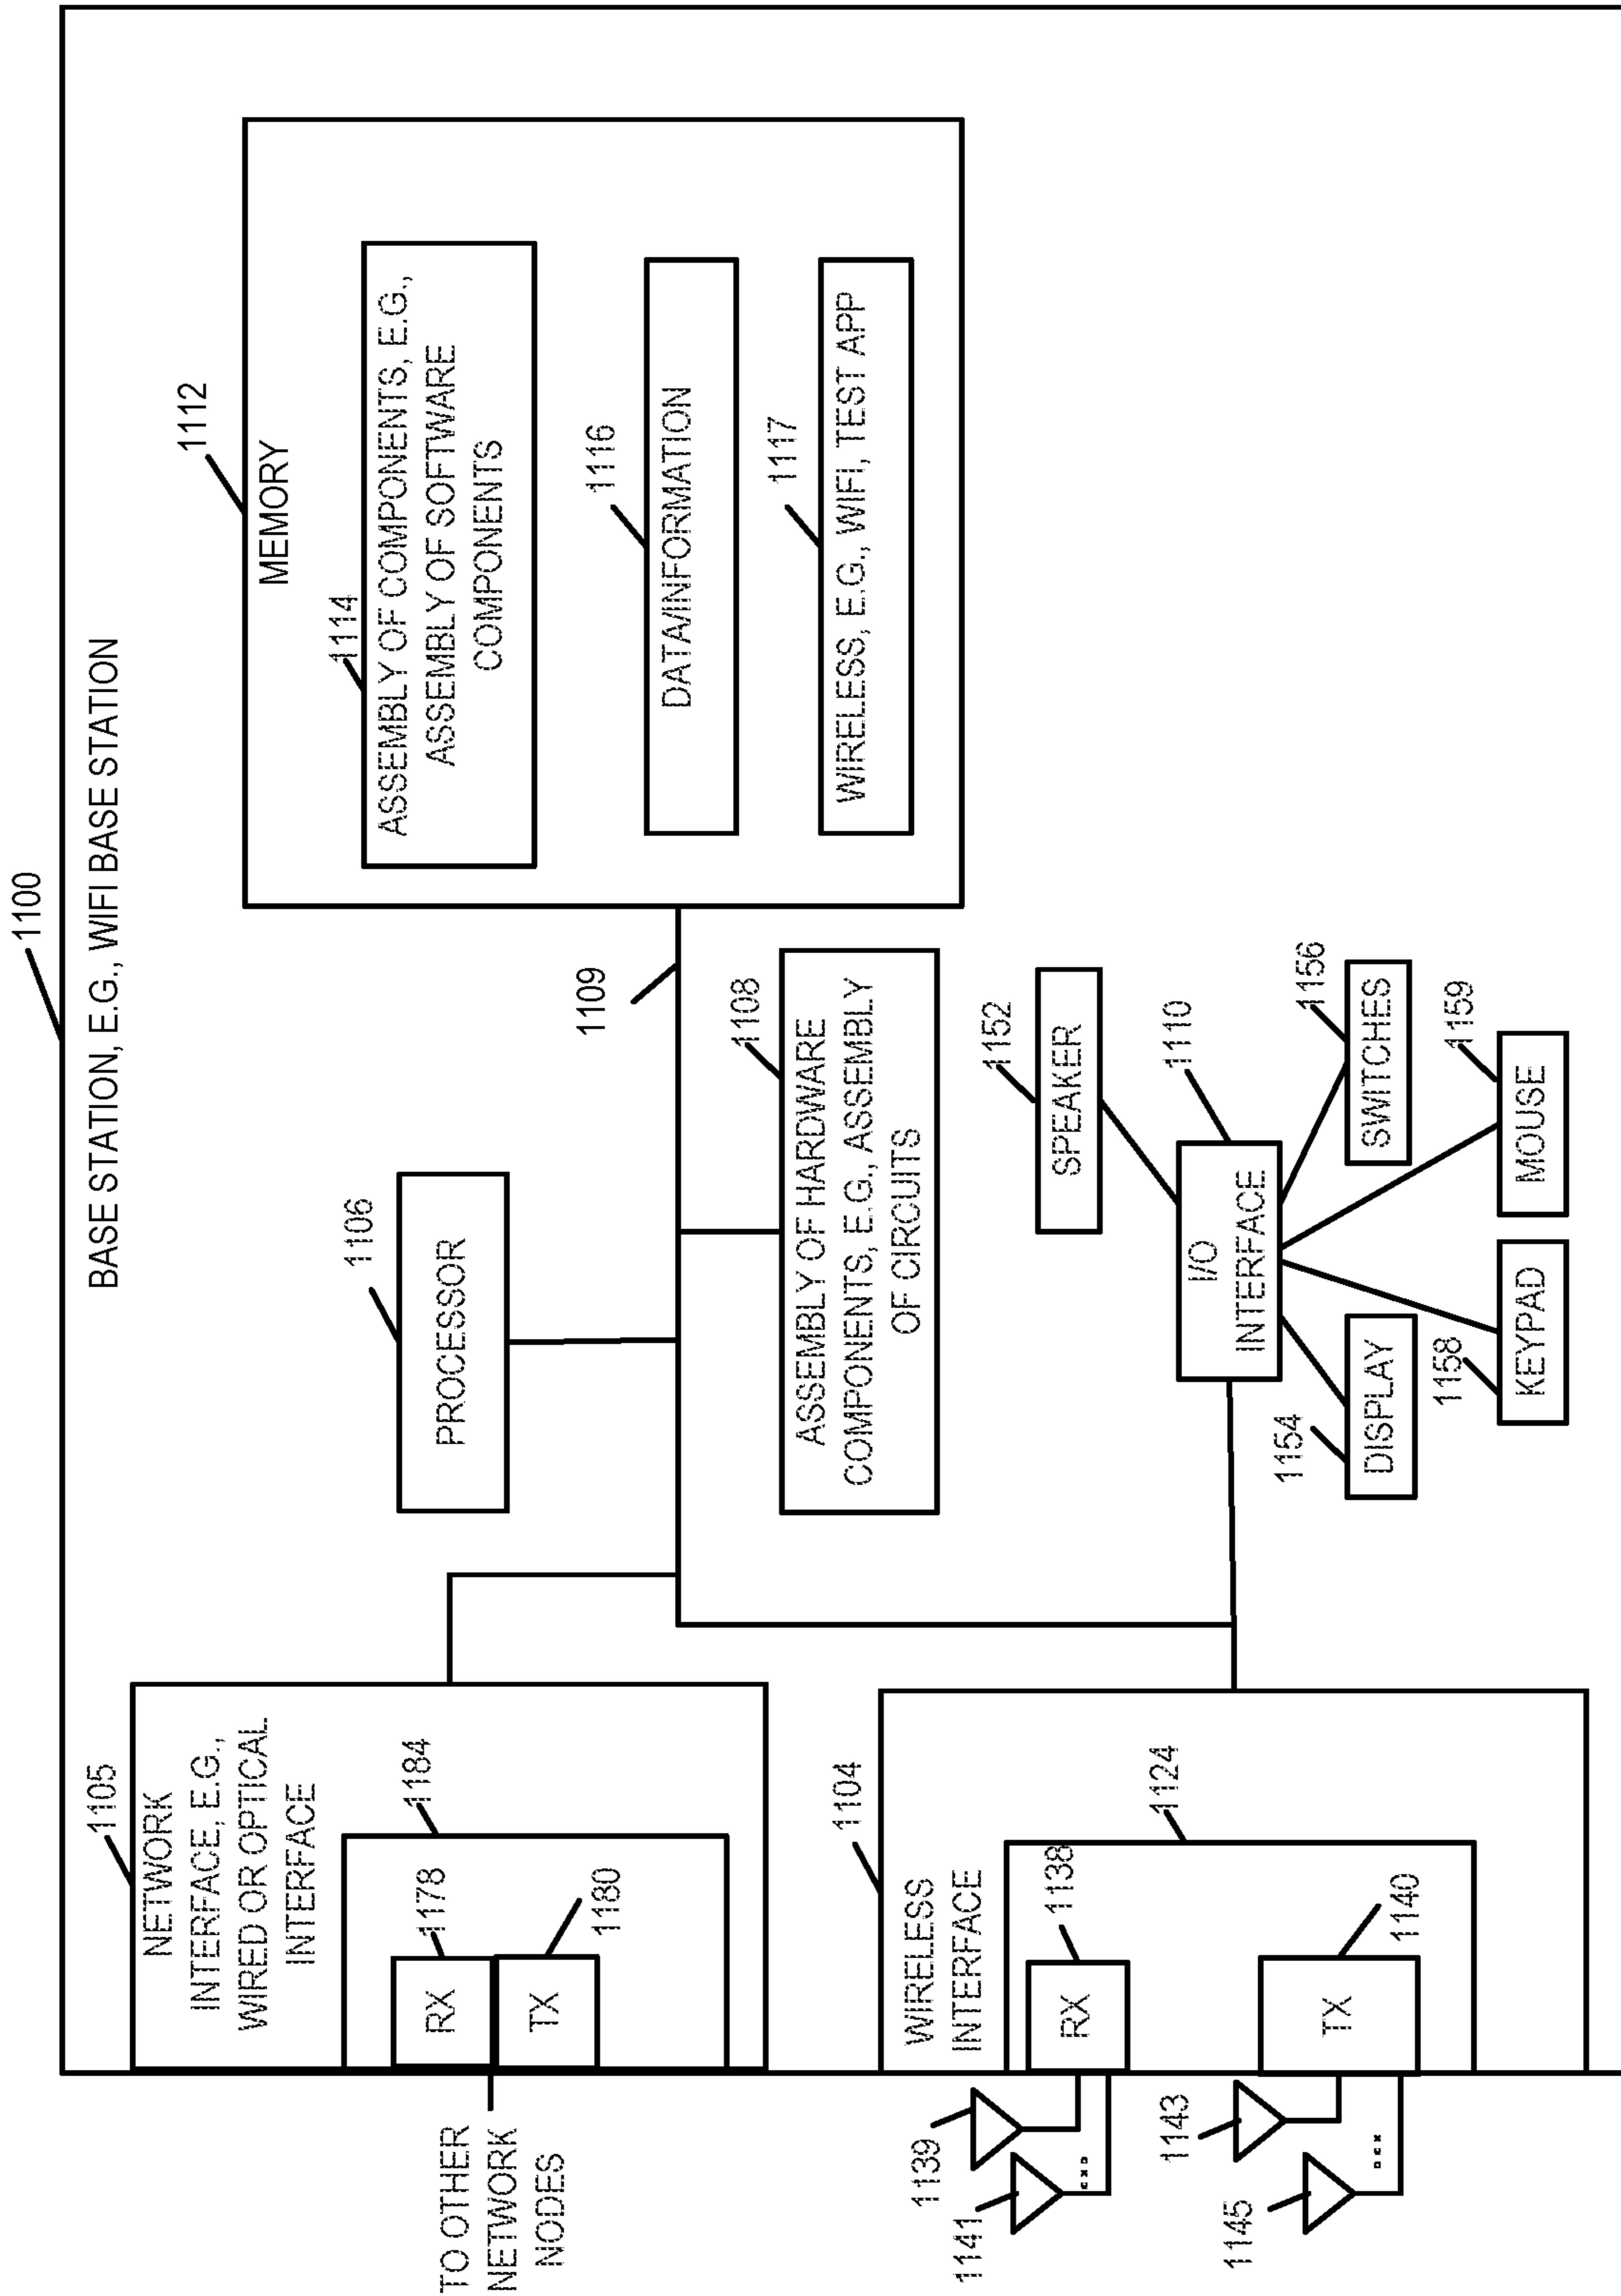 1100
BASE STATION, E.G., WIFI BASE STATION
1105
NETWORK
INTERFACE, E.G.,
WIRED OR OPTICAL
INTERFACE
1184
RX
1178
TX
1180
TO OTHER
NETWORK
NODES
1106
PROCESSOR
1112
MEMORY
1114
ASSEMBLY OF COMPONENTS, E.G.,
ASSEMBLY OF SOFTWARE
COMPONENTS
1116
DATA/INFORMATION
1117
WIRELESS, E.G., WIFI, TEST APP
1109
1108
ASSEMBLY OF HARDWARE
COMPONENTS, E.G., ASSEMBLY
OF CIRCUITS
1104
WIRELESS
INTERFACE
1124
1138
RX
1139
1141
...
1140
TX
1143
1145
...
1152
SPEAKER
1110
I/O
INTERFACE
1154
DISPLAY
1156
SWITCHES
1158
KEYPAD
1159
MOUSE